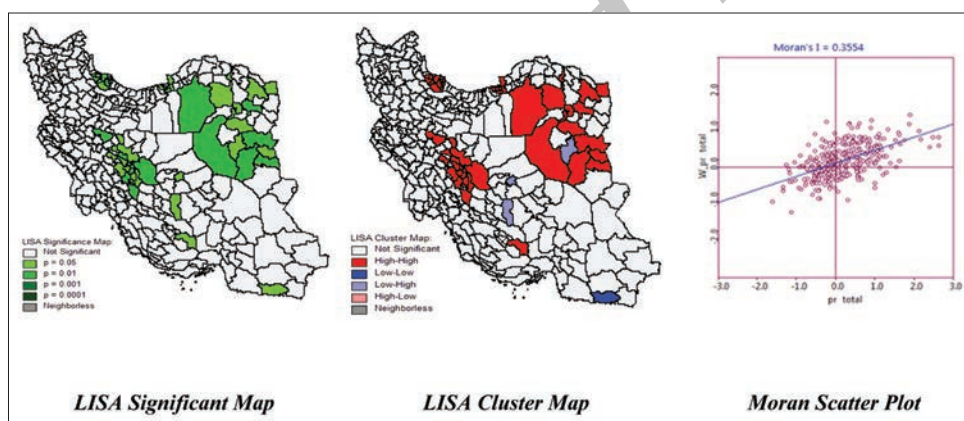 LISA Significance Map:
Not Significant
p = 0.05
p = 0.01
p = 0.001
p = 0.0001
Neighborless
LISA Cluster Map:
Not Significant
High-High
Low-Low
Low-High
High-Low
Neighborless
Moran's I = 0.3554
W_pr total
2.0
1.0
0.0
-1.0
-2.0
-3.0 -2.0 -1.0 0.0 1.0 2.0 3.0
pr total
LISA Significant Map
LISA Cluster Map
Moran Scatter Plot